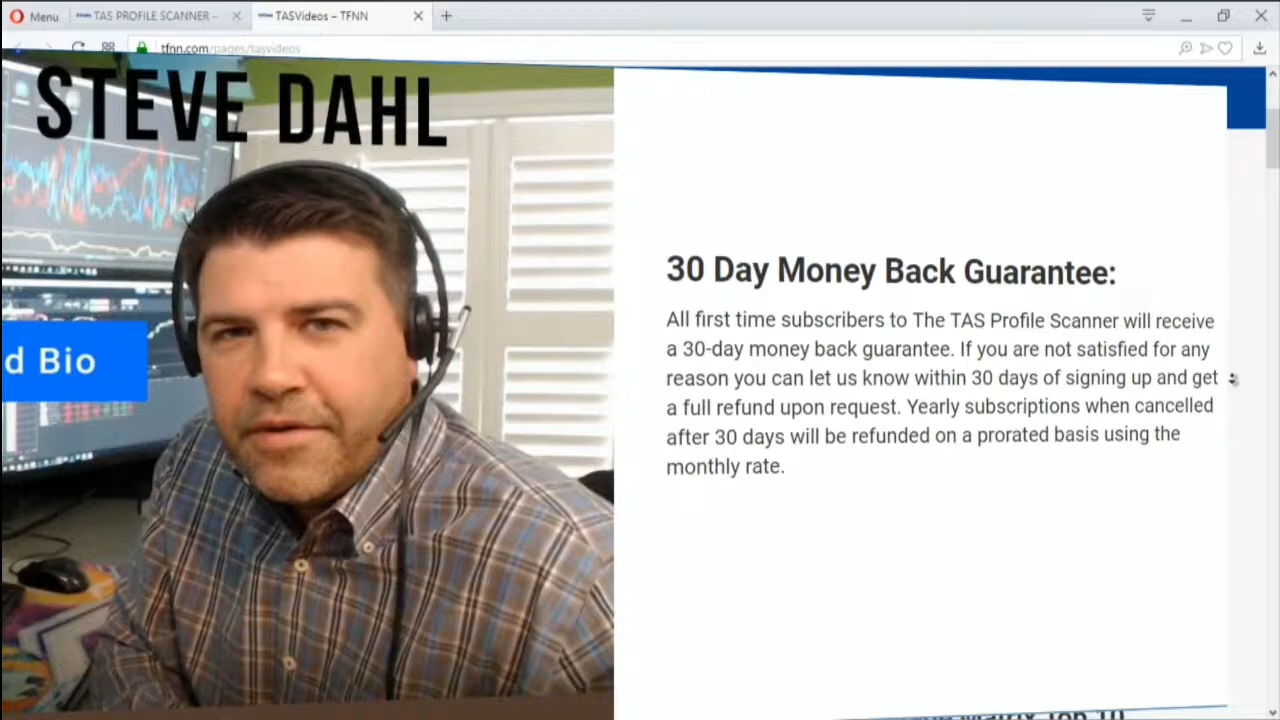 Menu
TAS PROFILE SCANNER –
TASVideos – TFNN
tfnn.com/pages/tasvideos
STEVE DAHL
d Bio
30 Day Money Back Guarantee:
All first time subscribers to The TAS Profile Scanner will receive
a 30-day money back guarantee. If you are not satisfied for any
reason you can let us know within 30 days of signing up and get
a full refund upon request. Yearly subscriptions when cancelled
after 30 days will be refunded on a prorated basis using the
monthly rate.